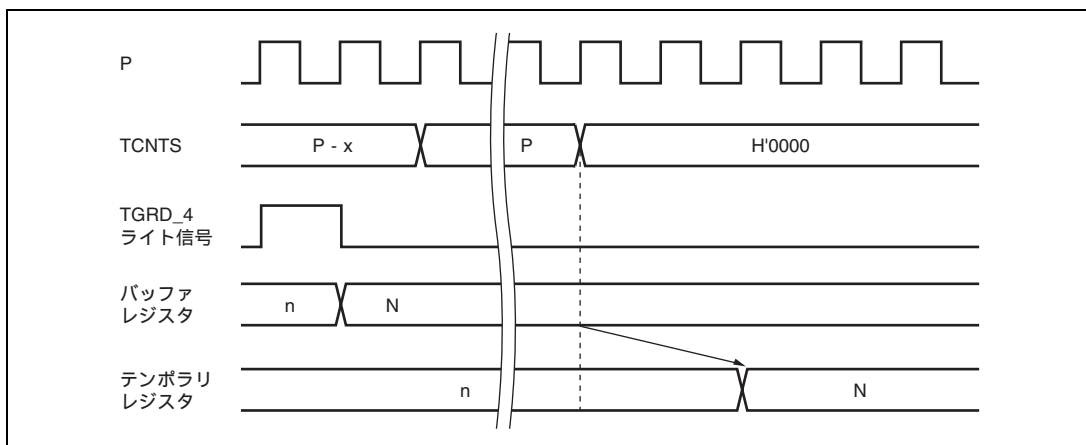 P
TCNTS
P - x
P
H'0000
TGRD_4
ライト信号
バッファ
レジスタ
n
N
テンポラリ
レジスタ
n
N